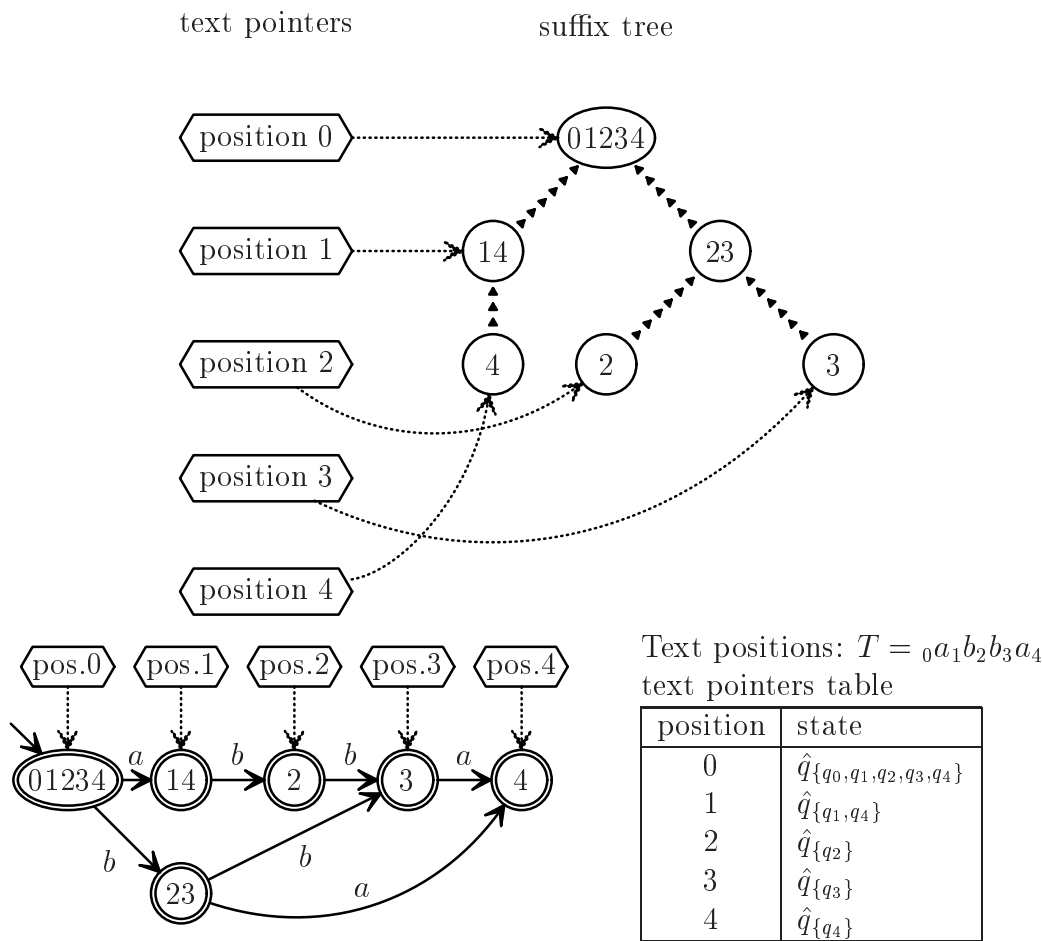 text pointers
suffix tree
position 0
01234
position 1
14
23
position 2
4
2
3
position 3
position 4
pos.0
pos.1
pos.2
pos.3
pos.4
Text positions: T = ₀a₁b₂b₃a₄
text pointers table
position state
0 q̂{q₀,q₁,q₂,q₃,q₄}
1 q̂{q₁,q₄}
2 q̂{q₂}
3 q̂{q₃}
4 q̂{q₄}
a
b
b
a
01234
14
2
3
4
b
b
a
23